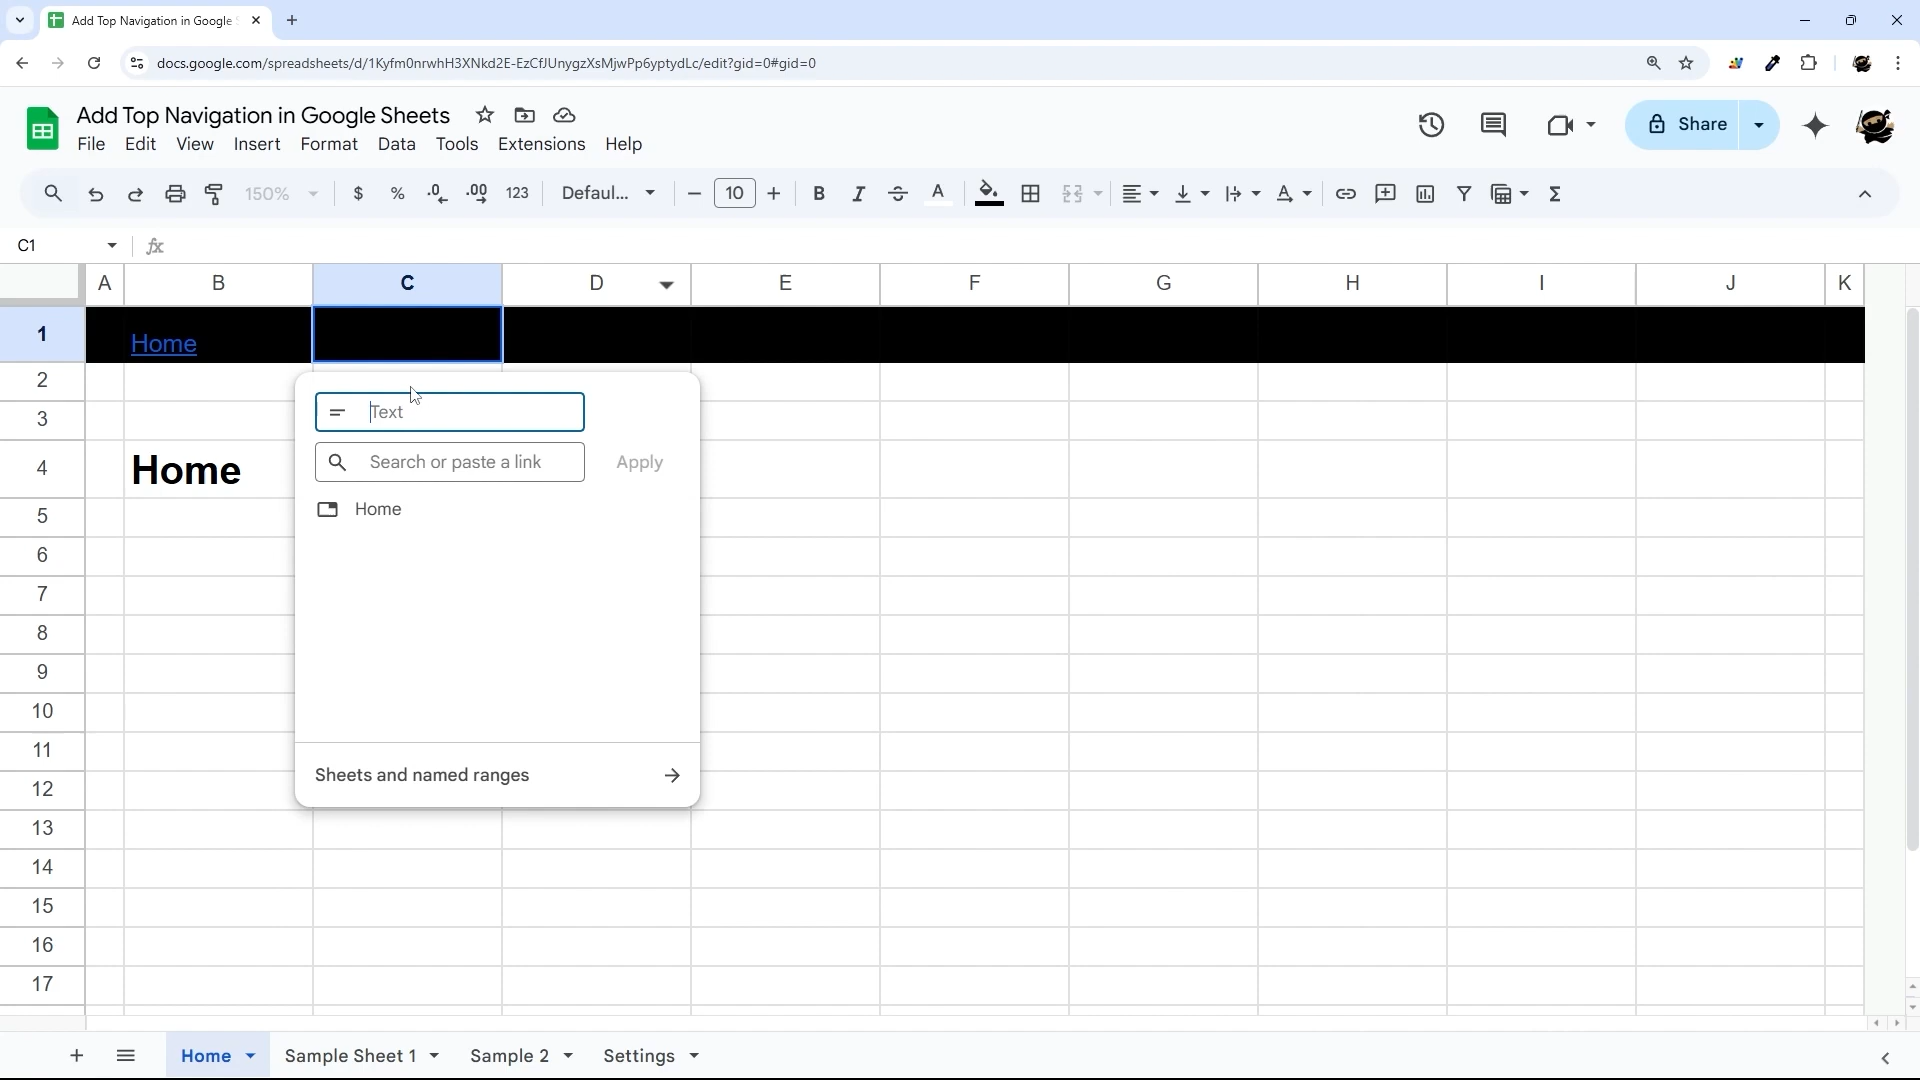 Add Top Navigation in Google S
docs.google.com/spreadsheets/d/1Kyfm0nrwhH3XNkd2E-EzCfJUnygzXsMjwPp6yptydLc/edit?gid=0#gid=0
Add Top Navigation in Google Sheets
File Edit View Insert Format Data Tools Extensions Help
Share
150% $ % .0 .00 123 Defaul... 10 B I S A Σ
C1 fx
A B C D E F G H I J K
1 Home
2
3
Text
4 Home
Search or paste a link Apply
Home
5
6
7
8
9
10
11
Sheets and named ranges
12
13
14
15
16
17
Home Sample Sheet 1 Sample 2 Settings